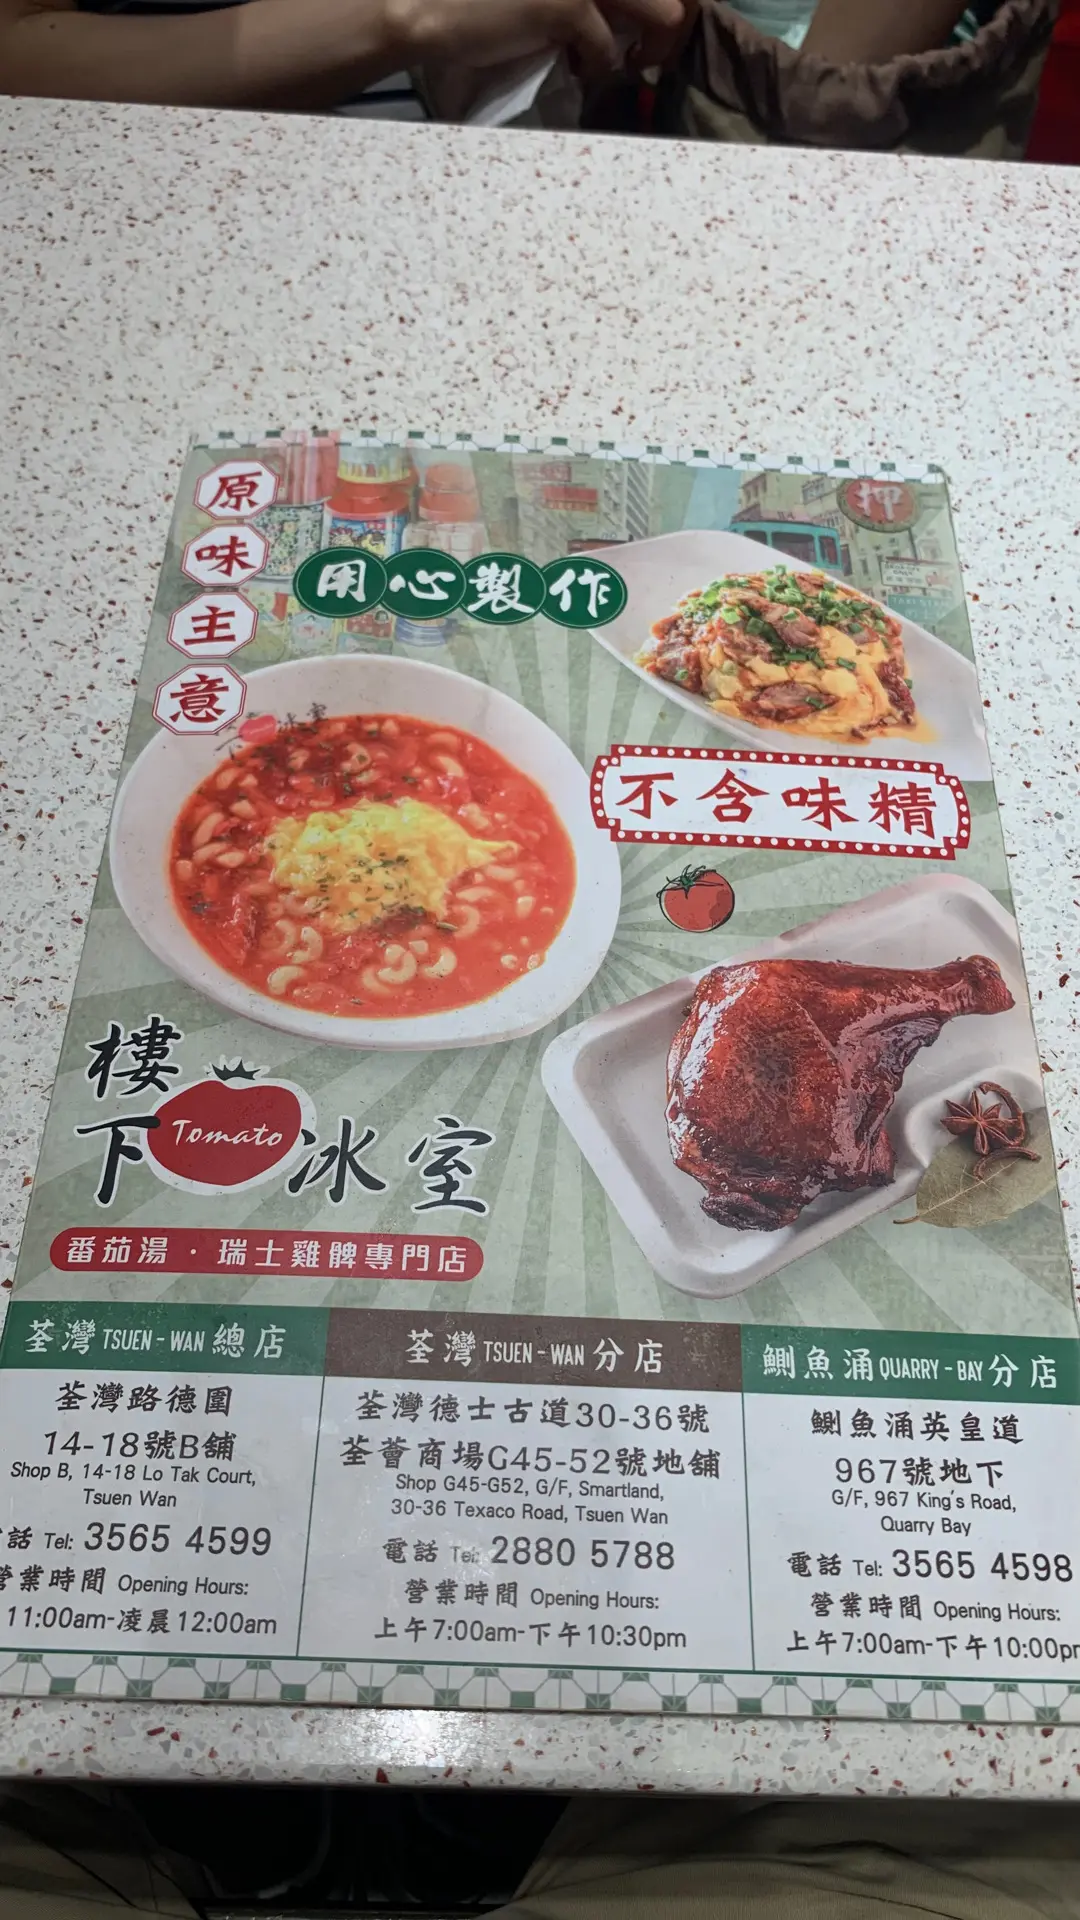 原味主意
用心製作
押
不含味精
樓下冰室
Tomato
番茄湯 · 瑞士雞髀專門店
荃灣 TSUEN-WAN 總店
荃灣路德圍
14-18號B舖
Shop B, 14-18 Lo Tak Court,
Tsuen Wan
話 Tel: 3565 4599
營業時間 Opening Hours:
11:00am-凌晨12:00am
荃灣 TSUEN-WAN 分店
荃灣德士古道30-36號
荃薈商場G45-52號地舖
Shop G45-G52, G/F, Smartland,
30-36 Texaco Road, Tsuen Wan
電話 Tel: 2880 5788
營業時間 Opening Hours:
上午7:00am-下午10:30pm
鰂魚涌 QUARRY-BAY 分店
鰂魚涌英皇道
967號地下
G/F, 967 King's Road,
Quarry Bay
電話 Tel: 3565 4598
營業時間 Opening Hours:
上午7:00am-下午10:00pm